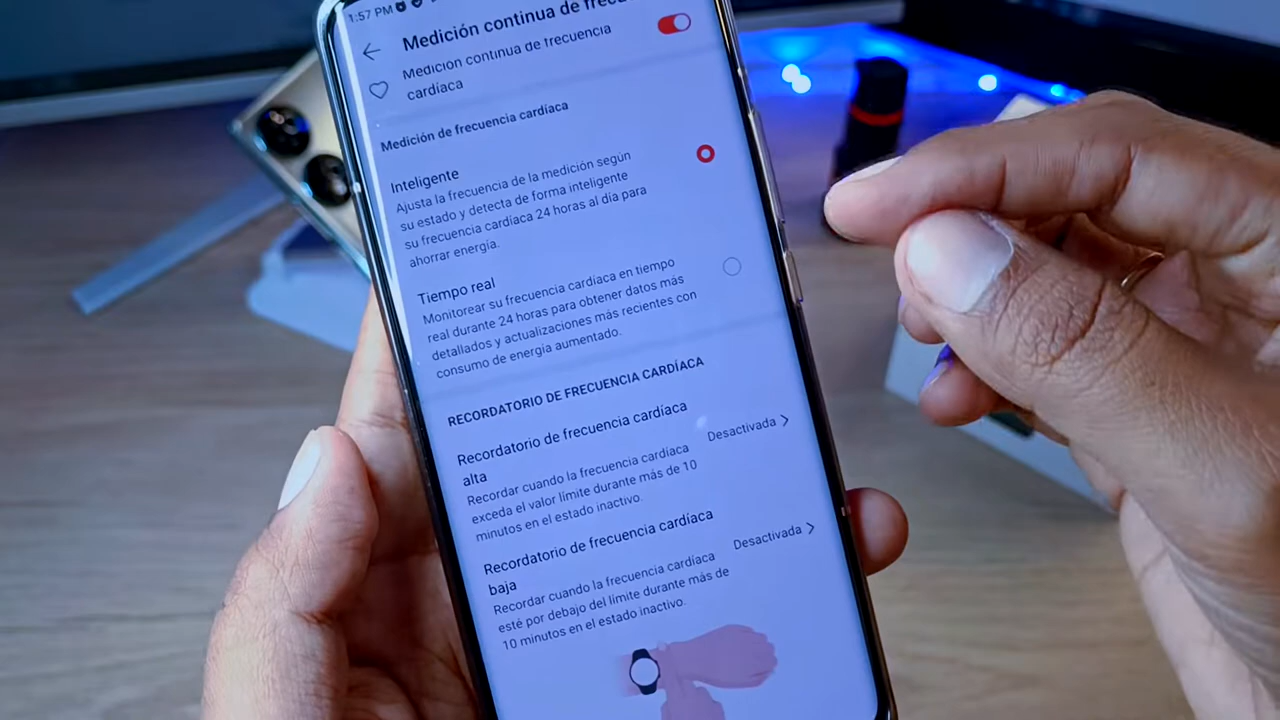 1:57 PM
Medición continua de
Medición continua de frecuencia
cardíaca
Medición de frecuencia cardíaca
Inteligente
Ajusta la frecuencia de la medición según
su estado y detecta de forma inteligente
su frecuencia cardíaca 24 horas al día para
ahorrar energía.
Tiempo real
Monitorear su frecuencia cardíaca en tiempo
real durante 24 horas para obtener datos más
detallados y actualizaciones más recientes con
consumo de energía aumentado.
RECORDATORIO DE FRECUENCIA CARDÍACA
Recordatorio de frecuencia cardíaca
alta
Desactivada
Recordar cuando la frecuencia cardíaca
exceda el valor límite durante más de 10
minutos en el estado inactivo.
Recordatorio de frecuencia cardíaca
baja
Desactivada
Recordar cuando la frecuencia cardíaca
esté por debajo del límite durante más de
10 minutos en el estado inactivo.